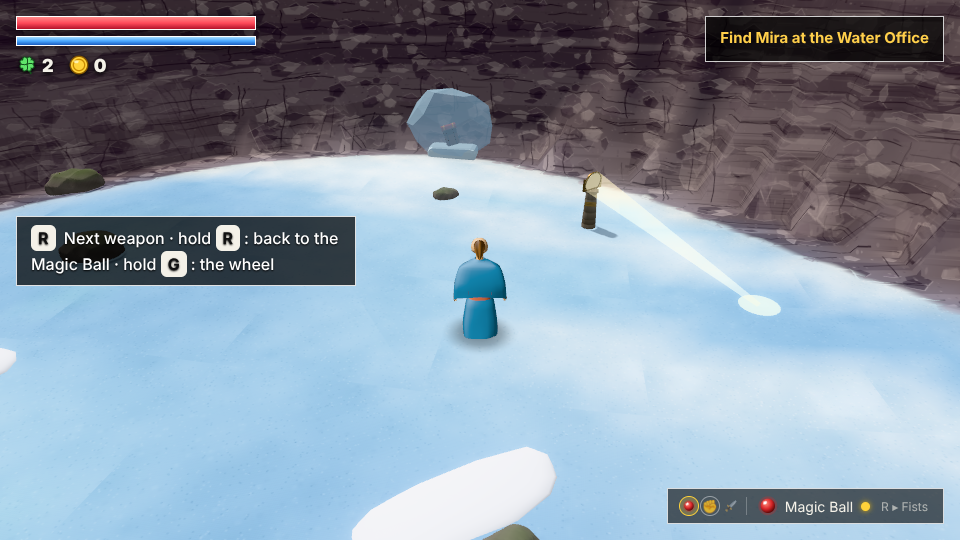 2 0
Find Mira at the Water Office
R Next weapon · hold R : back to the
Magic Ball · hold G : the wheel
Magic Ball R ▸ Fists